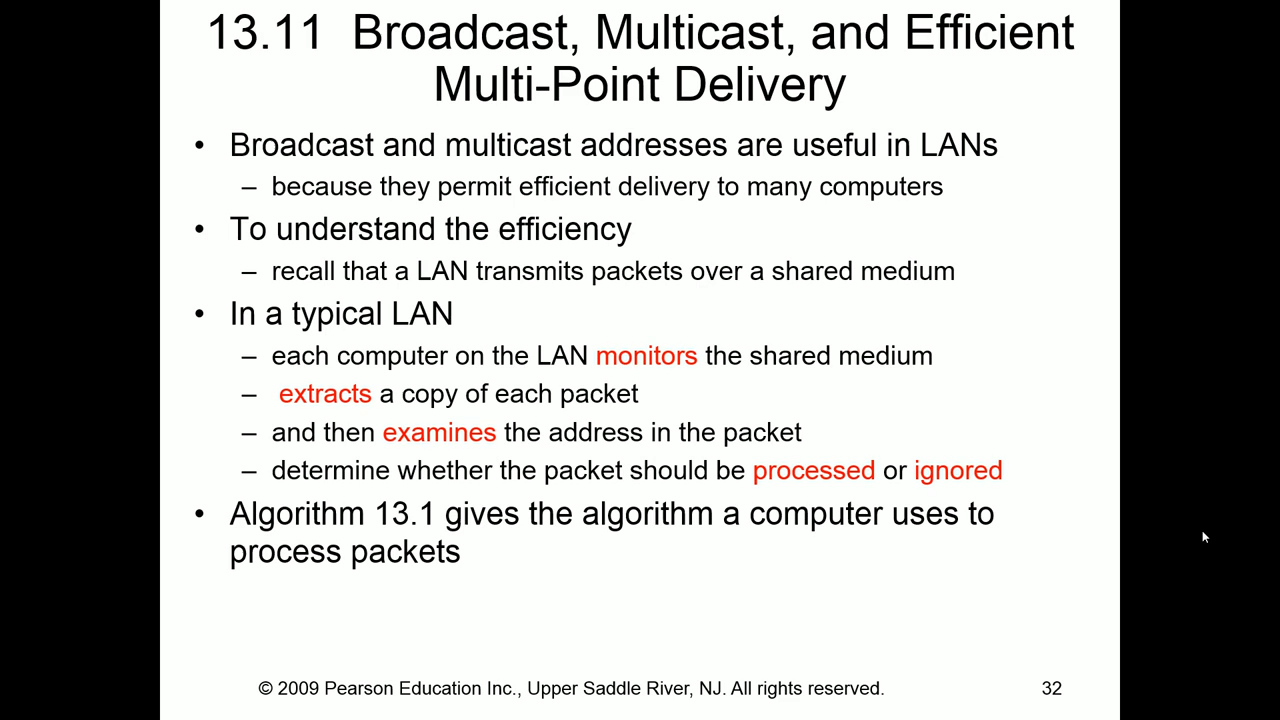 13.11 Broadcast, Multicast, and Efficient
Multi-Point Delivery
• Broadcast and multicast addresses are useful in LANs
– because they permit efficient delivery to many computers
• To understand the efficiency
– recall that a LAN transmits packets over a shared medium
• In a typical LAN
– each computer on the LAN monitors the shared medium
– extracts a copy of each packet
– and then examines the address in the packet
– determine whether the packet should be processed or ignored
• Algorithm 13.1 gives the algorithm a computer uses to
process packets
© 2009 Pearson Education Inc., Upper Saddle River, NJ. All rights reserved.
32